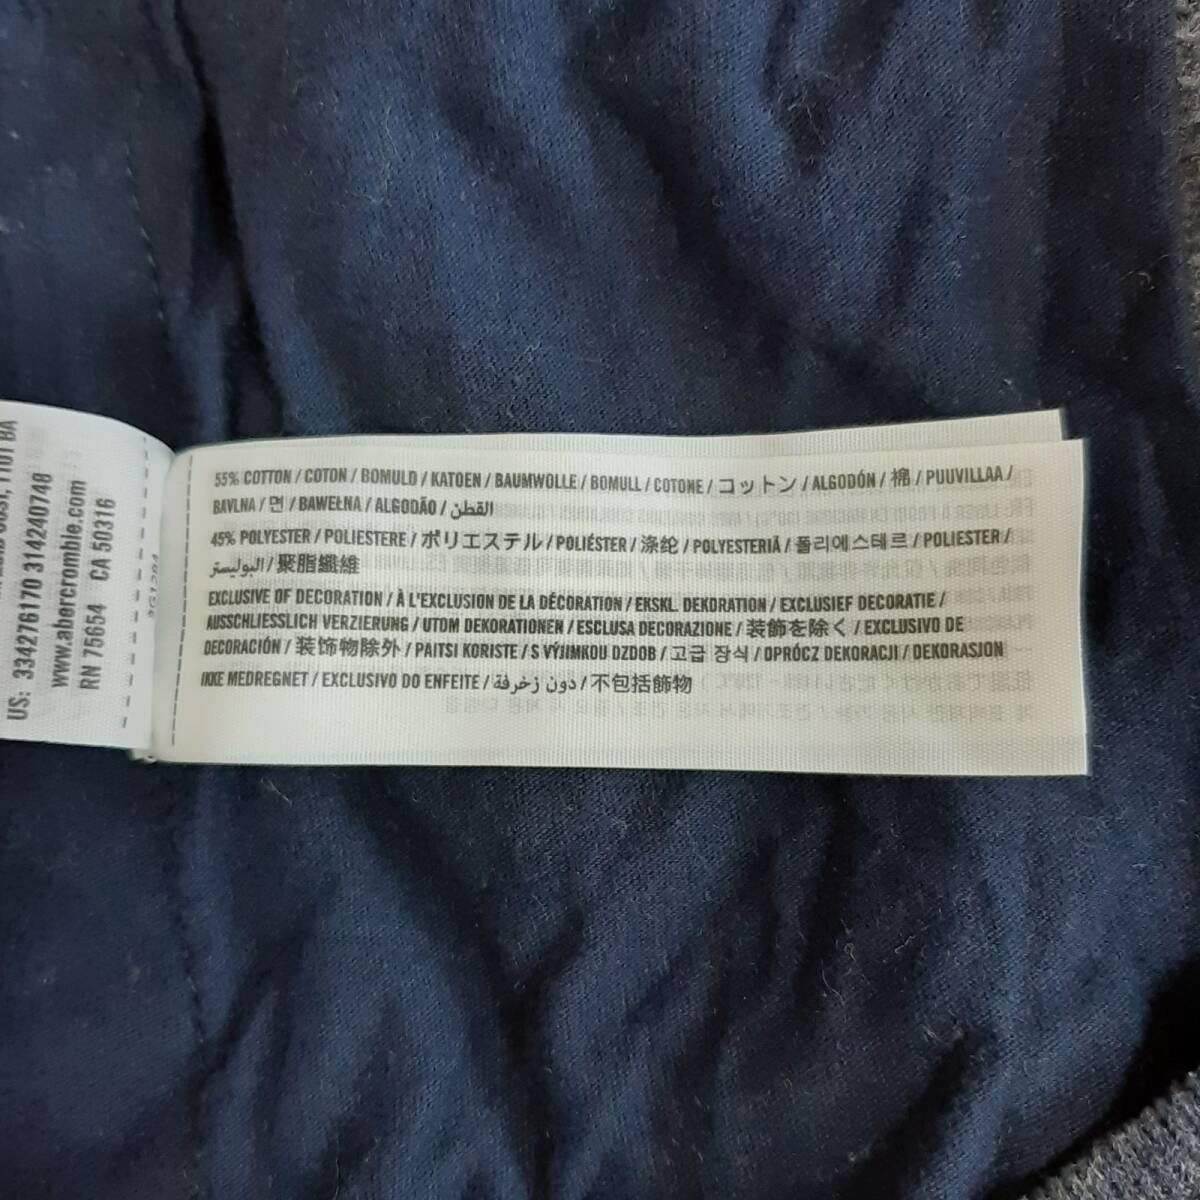 55% COTTON / COTON / BOMULD / KATOEN / BAUMWOLLE / BOMULL / COTONE / コットン / ALGODÓN / 棉 / PUUVILLAA /
BAVLNA / 면 / BAWEŁNA / ALGODÃO / القطن
45% POLYESTER / POLIESTERE / ポリエステル / POLIÉSTER / 涤纶 / POLYESTERIÄ / 폴리에스테르 / POLIESTER /
البوليستر / 聚脂纖維
EXCLUSIVE OF DECORATION / À L'EXCLUSION DE LA DÉCORATION / EKSKL. DEKORATION / EXCLUSIEF DECORATIE /
AUSSCHLIESSLICH VERZIERUNG / UTOM DEKORATIONEN / ESCLUSA DECORAZIONE / 装飾を除く / EXCLUSIVO DE
DECORACIÓN / 装饰物除外 / PAITSI KORISTE / S VÝJIMKOU OZDOB / 고급 장식 / OPRÓCZ DEKORACJI / DEKORASJON
IKKE MEDREGNET / EXCLUSIVO DO ENFEITE / دون زخرفة / 不包括飾物
1101 BA
US: 334276170 314240748
www.abercrombie.com
RN 75654 CA 50316